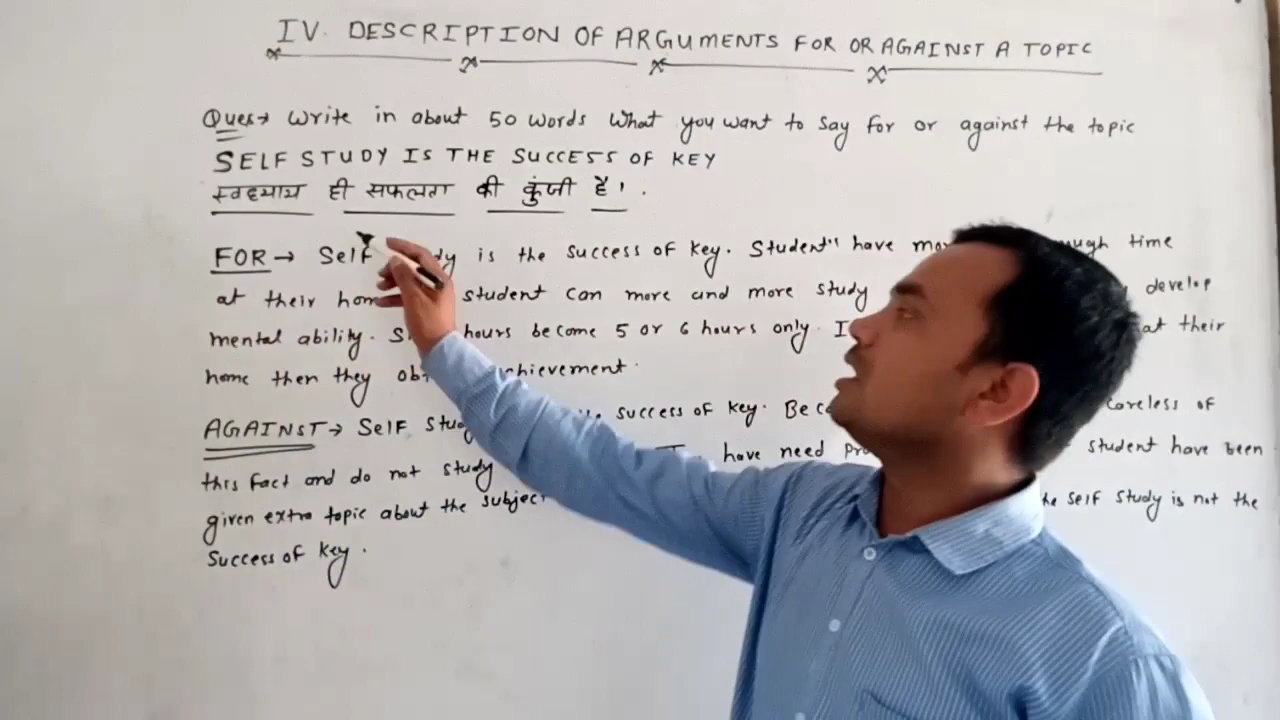 IV. DESCRIPTION OF ARGUMENTS FOR OR AGAINST A TOPIC
Ques→ Write in about 50 words what you want to say for or against the topic
SELF STUDY IS THE SUCCESS OF KEY
स्वध्याय ही सफलता की कुंजी है।
FOR → Self is the success of key. Student's have time
at their student can more and more study develop
mental ability. hours become 5 or 6 hours only. at their
home then they
AGAINST → Self success of key. careless of
this fact and do not study have need student have been
given extra topic about the the self study is not the
success of key.